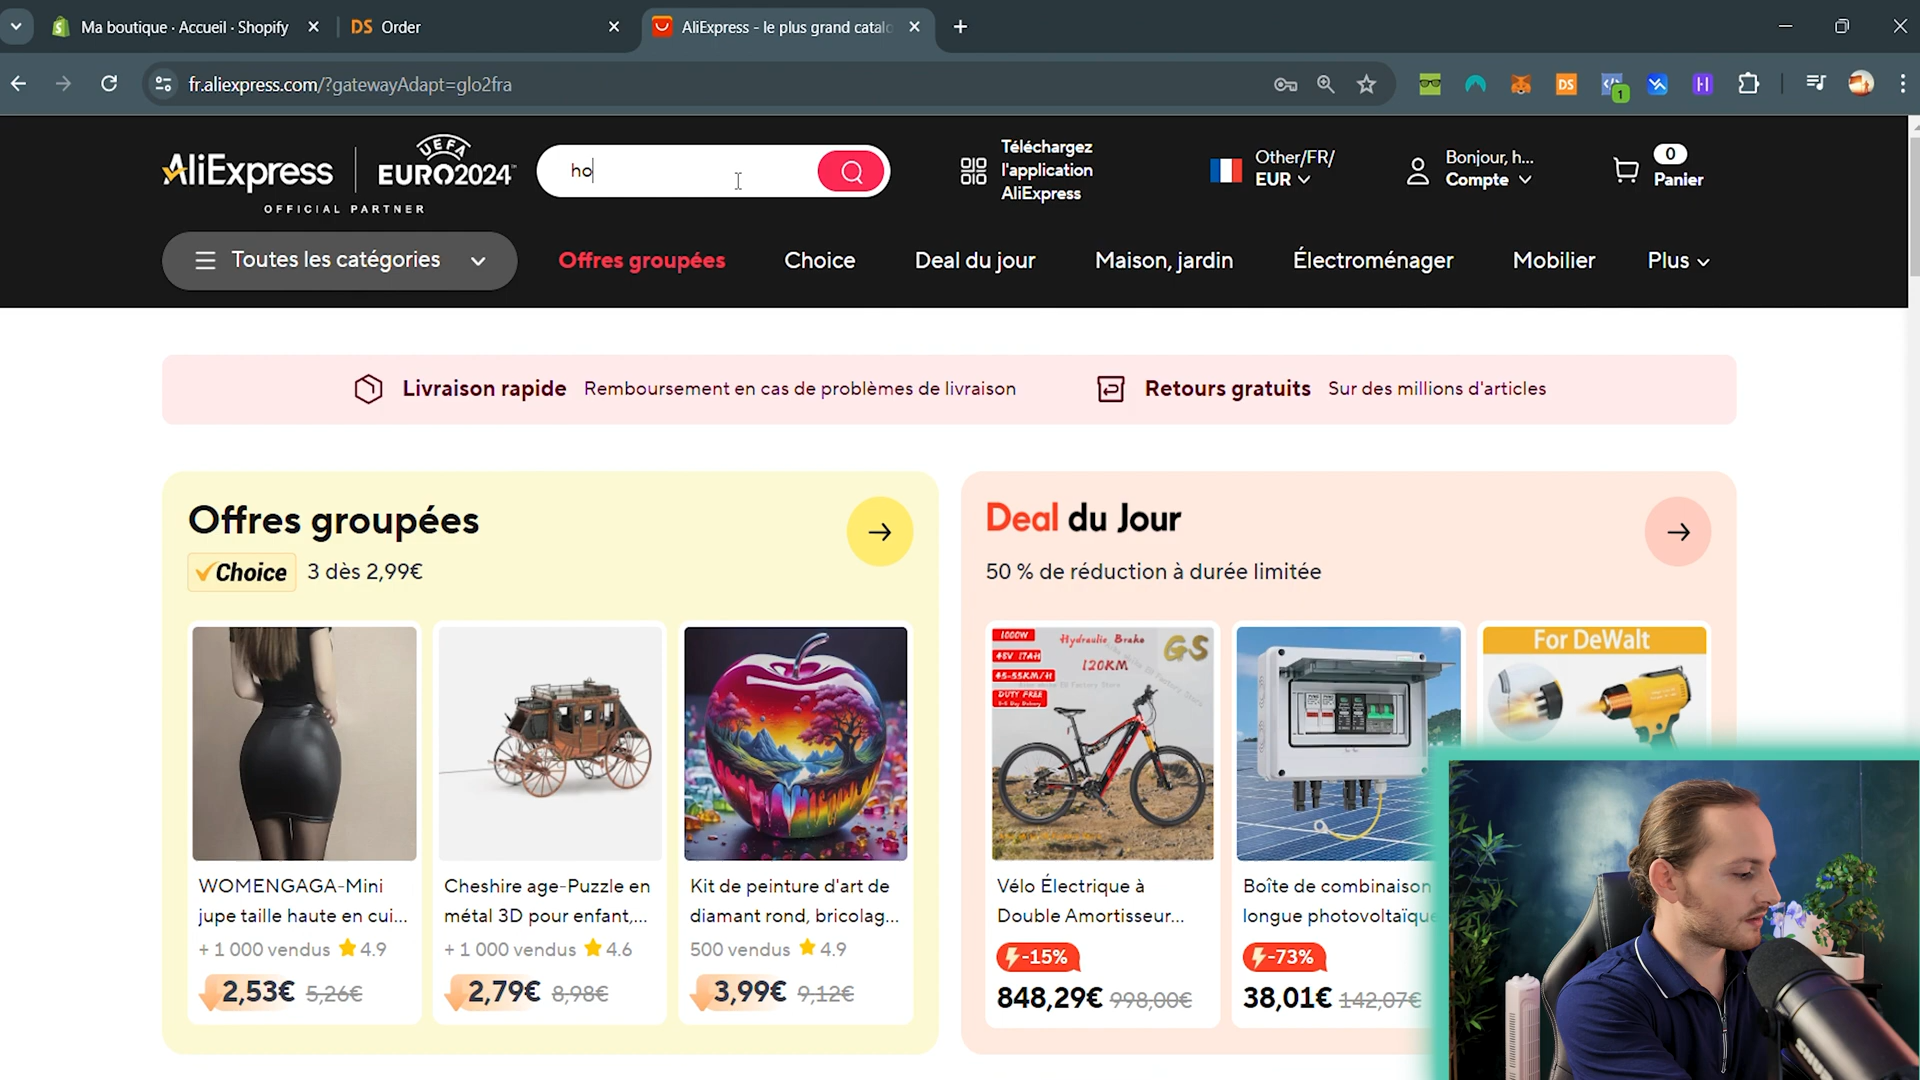 Ma boutique · Accueil · Shopify
DS Order
AliExpress - le plus grand catalo
fr.aliexpress.com/?gatewayAdapt=glo2fra
DS
1
H
AliExpress
UEFA
EURO2024™
OFFICIAL PARTNER
ho
Téléchargez
l'application
AliExpress
Other/FR/
EUR
Bonjour, h...
Compte
0
Panier
Toutes les catégories
Offres groupées
Choice
Deal du jour
Maison, jardin
Électroménager
Mobilier
Plus
Livraison rapide Remboursement en cas de problèmes de livraison
Retours gratuits Sur des millions d'articles
Offres groupées
Choice 3 dès 2,99€
WOMENGAGA-Mini
jupe taille haute en cui...
+ 1 000 vendus 4.9
2,53€ 5,26€
Cheshire age-Puzzle en
métal 3D pour enfant,...
+ 1 000 vendus 4.6
2,79€ 8,98€
Kit de peinture d'art de
diamant rond, bricolag...
500 vendus 4.9
3,99€ 9,12€
Deal du Jour
50 % de réduction à durée limitée
1000W
48V 17AH
45-55KM/H
DUTY FREE
Hydraulic Brake
120KM
GS
Vélo Électrique à
Double Amortisseur...
-15%
848,29€ 998,00€
Boîte de combinaison
longue photovoltaïque
-73%
38,01€ 142,07€
For DeWalt